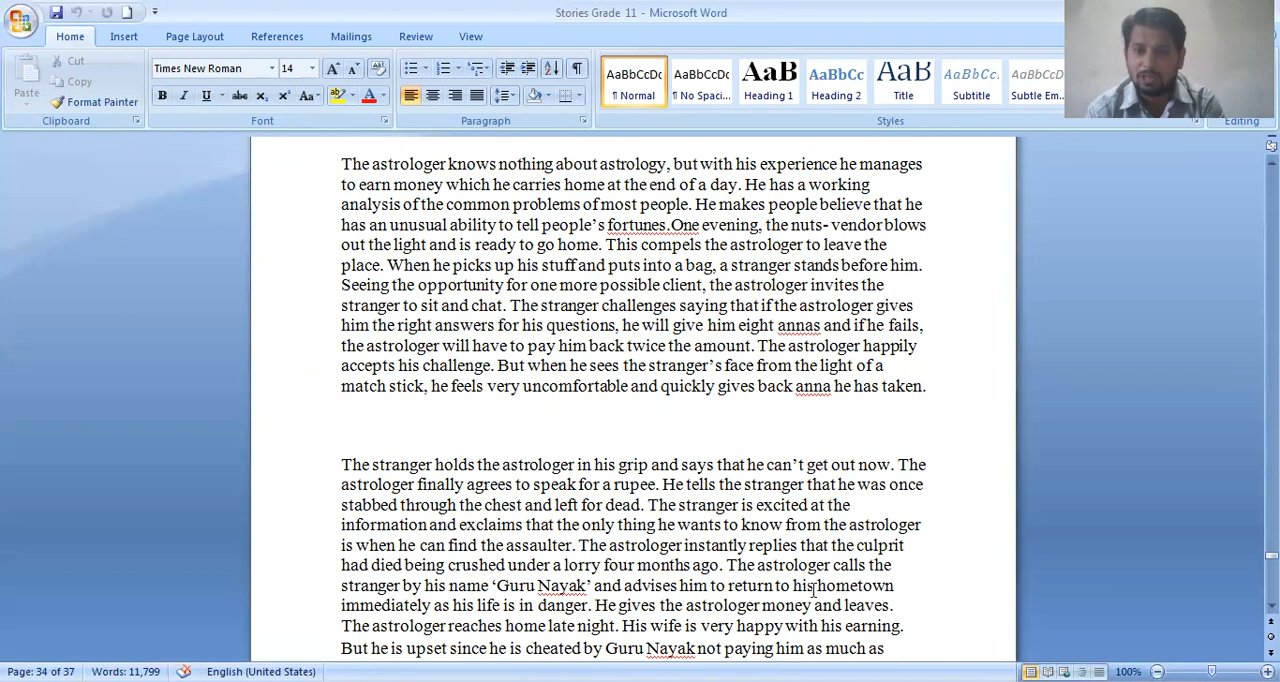 Stories Grade 11 - Microsoft Word
Home Insert Page Layout References Mailings Review View
Cut
Copy
Paste
Format Painter
Clipboard
Times New Roman 14
Font
Paragraph
AaBbCcDc AaBbCcDc AaB AaBbCc AaB AaBbCc. AaBbCcDc
¶ Normal ¶ No Spaci... Heading 1 Heading 2 Title Subtitle Subtle Em...
Styles
Editing
The astrologer knows nothing about astrology, but with his experience he manages
to earn money which he carries home at the end of a day. He has a working
analysis of the common problems of most people. He makes people believe that he
has an unusual ability to tell people's fortunes.One evening, the nuts- vendor blows
out the light and is ready to go home. This compels the astrologer to leave the
place. When he picks up his stuff and puts into a bag, a stranger stands before him.
Seeing the opportunity for one more possible client, the astrologer invites the
stranger to sit and chat. The stranger challenges saying that if the astrologer gives
him the right answers for his questions, he will give him eight annas and if he fails,
the astrologer will have to pay him back twice the amount. The astrologer happily
accepts his challenge. But when he sees the stranger's face from the light of a
match stick, he feels very uncomfortable and quickly gives back anna he has taken.
The stranger holds the astrologer in his grip and says that he can't get out now. The
astrologer finally agrees to speak for a rupee. He tells the stranger that he was once
stabbed through the chest and left for dead. The stranger is excited at the
information and exclaims that the only thing he wants to know from the astrologer
is when he can find the assaulter. The astrologer instantly replies that the culprit
had died being crushed under a lorry four months ago. The astrologer calls the
stranger by his name ‘Guru Nayak’ and advises him to return to his hometown
immediately as his life is in danger. He gives the astrologer money and leaves.
The astrologer reaches home late night. His wife is very happy with his earning.
But he is upset since he is cheated by Guru Nayak not paying him as much as
Page: 34 of 37 Words: 11,799 English (United States) 100%